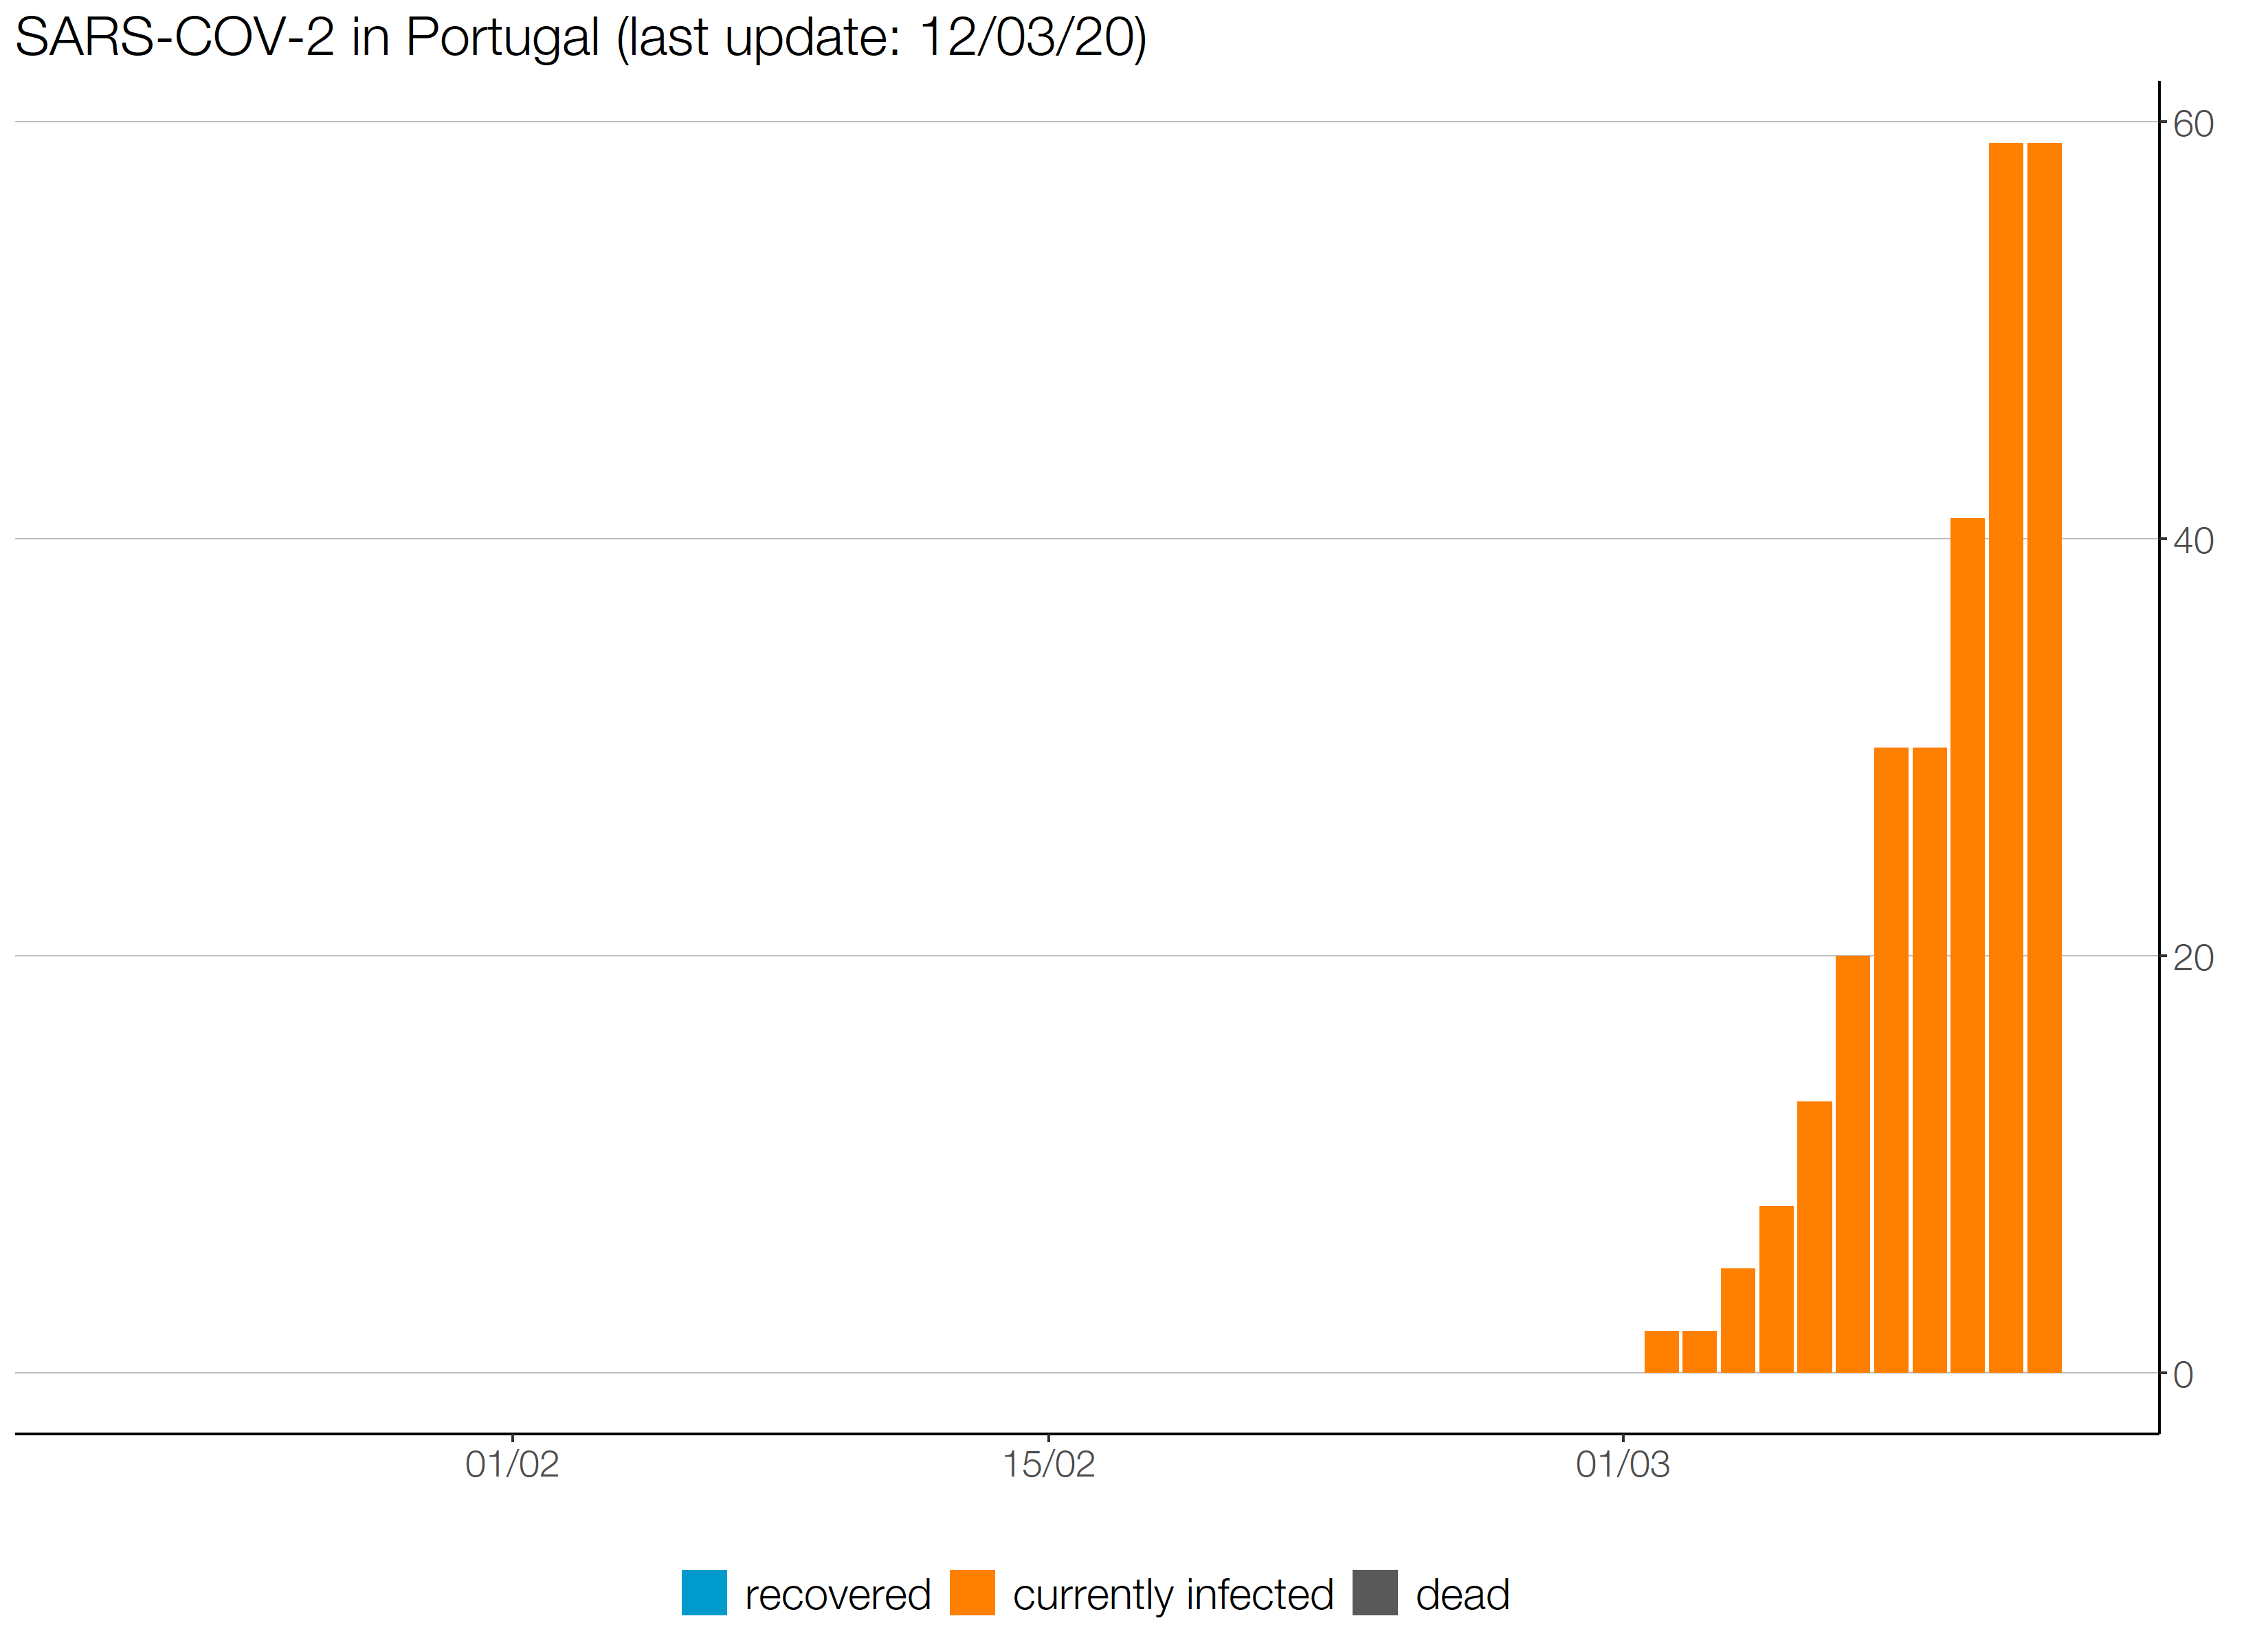 SARS-COV-2 in Portugal (last update: 12/03/20)
60
40
20
0
01/02 15/02 01/03
recovered currently infected dead